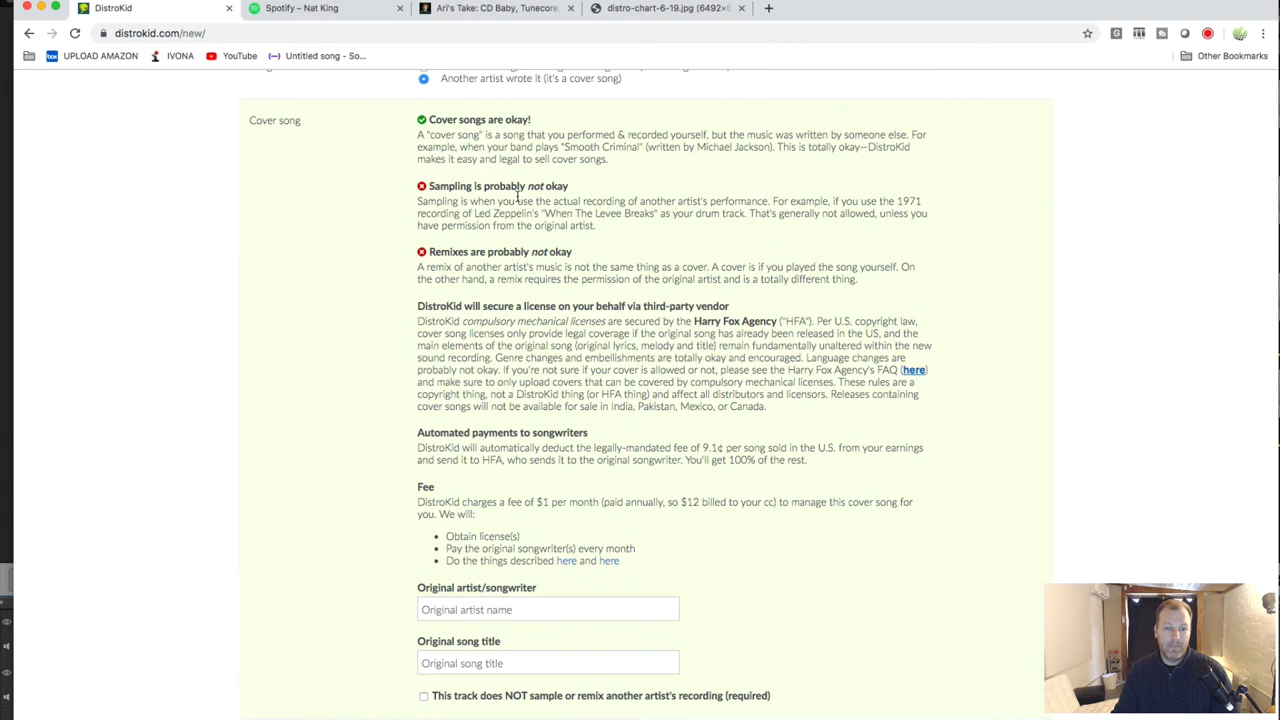 DistroKid
Spotify – Nat King
Ari's Take: CD Baby, Tunecore,
distro-chart-6-19.jpg (6492×6
distrokid.com/new/
UPLOAD AMAZON
IVONA
YouTube
Untitled song - So...
Other Bookmarks
Another artist wrote it (it's a cover song)
Cover song
Cover songs are okay!
A "cover song" is a song that you performed & recorded yourself, but the music was written by someone else. For
example, when your band plays "Smooth Criminal" (written by Michael Jackson). This is totally okay—DistroKid
makes it easy and legal to sell cover songs.
Sampling is probably not okay
Sampling is when you use the actual recording of another artist's performance. For example, if you use the 1971
recording of Led Zeppelin's "When The Levee Breaks" as your drum track. That's generally not allowed, unless you
have permission from the original artist.
Remixes are probably not okay
A remix of another artist's music is not the same thing as a cover. A cover is if you played the song yourself. On
the other hand, a remix requires the permission of the original artist and is a totally different thing.
DistroKid will secure a license on your behalf via third-party vendor
DistroKid compulsory mechanical licenses are secured by the Harry Fox Agency ("HFA"). Per U.S. copyright law,
cover song licenses only provide legal coverage if the original song has already been released in the US, and the
main elements of the original song (original lyrics, melody and title) remain fundamentally unaltered within the new
sound recording. Genre changes and embellishments are totally okay and encouraged. Language changes are
probably not okay. If you're not sure if your cover is allowed or not, please see the Harry Fox Agency's FAQ (here)
and make sure to only upload covers that can be covered by compulsory mechanical licenses. These rules are a
copyright thing, not a DistroKid thing (or HFA thing) and affect all distributors and licensors. Releases containing
cover songs will not be available for sale in India, Pakistan, Mexico, or Canada.
Automated payments to songwriters
DistroKid will automatically deduct the legally-mandated fee of 9.1¢ per song sold in the U.S. from your earnings
and send it to HFA, who sends it to the original songwriter. You'll get 100% of the rest.
Fee
DistroKid charges a fee of $1 per month (paid annually, so $12 billed to your cc) to manage this cover song for
you. We will:
Obtain license(s)
Pay the original songwriter(s) every month
Do the things described here and here
Original artist/songwriter
Original artist name
Original song title
Original song title
This track does NOT sample or remix another artist's recording (required)